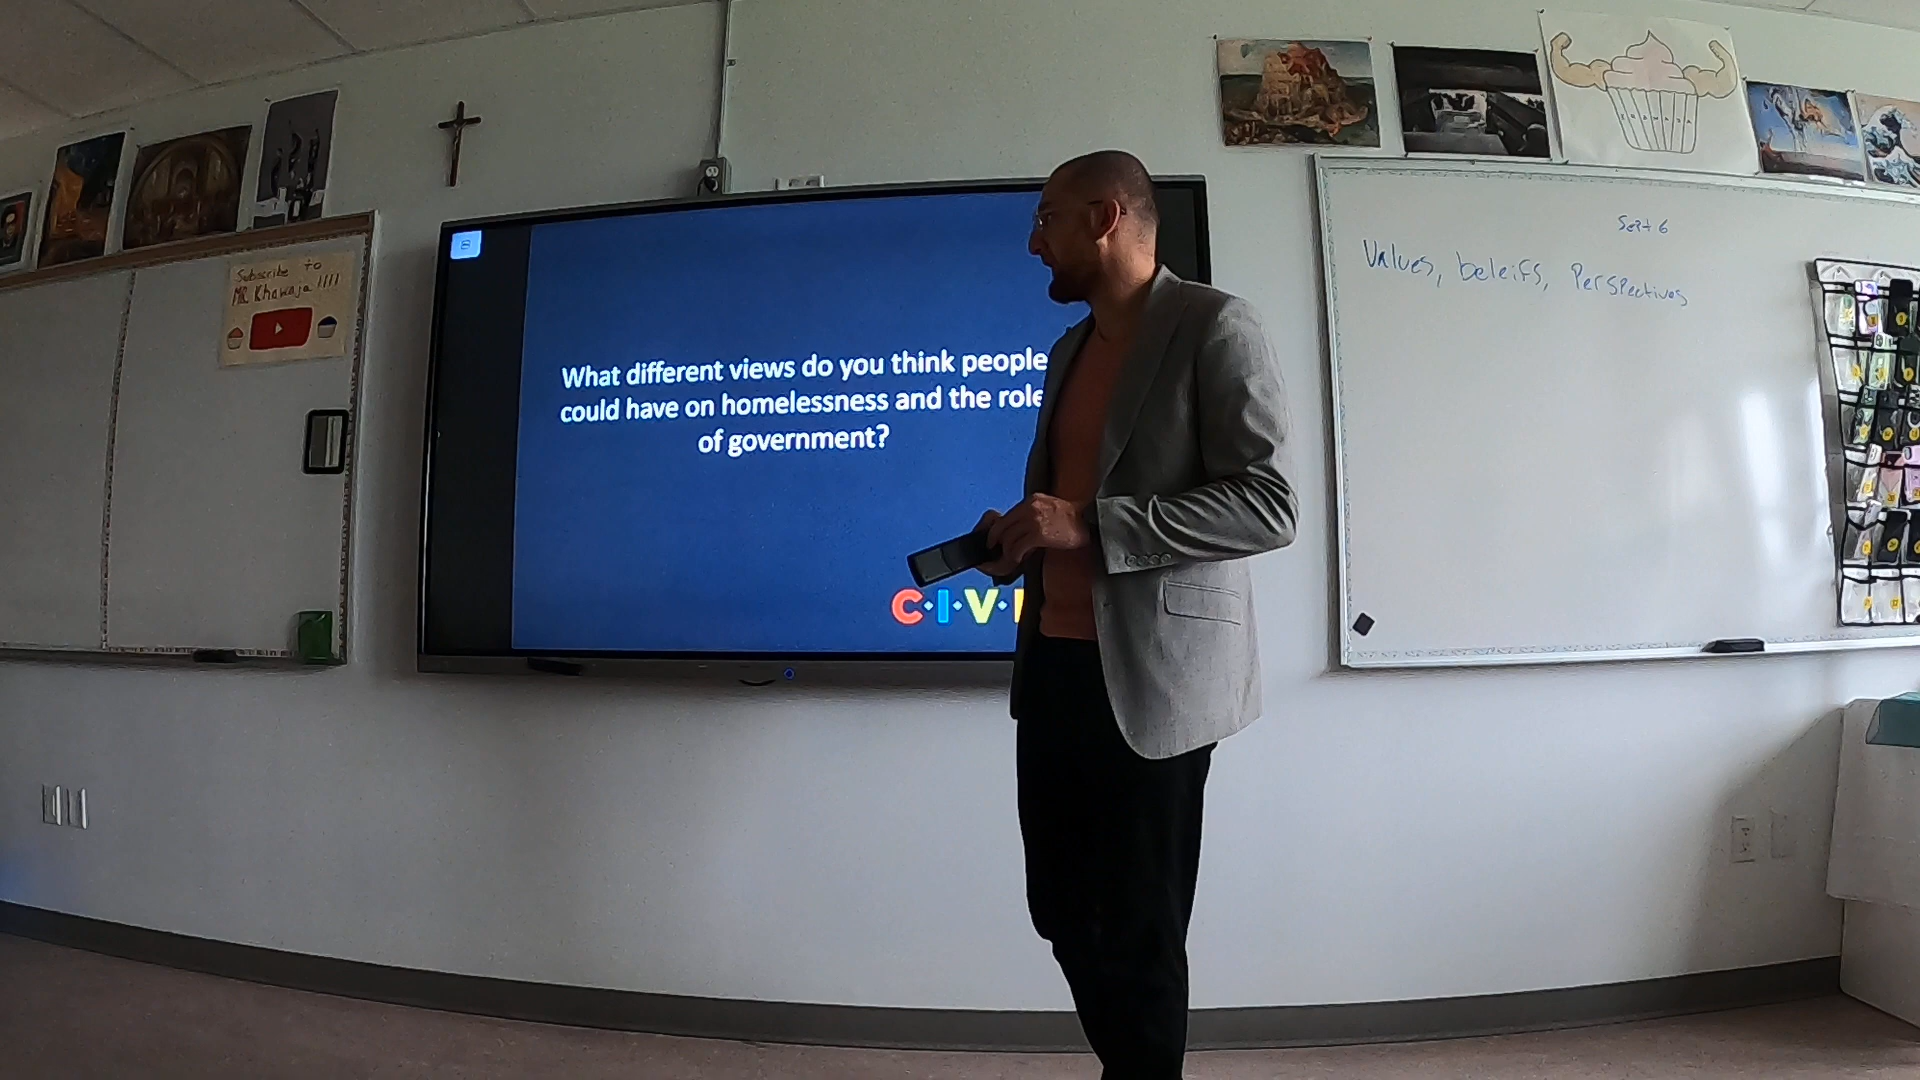 Subscribe to
MR Khawaja !!!!
What different views do you think people
could have on homelessness and the role
of government?
C·I·V·I
Sept 6
Values, beleifs, Perspectives